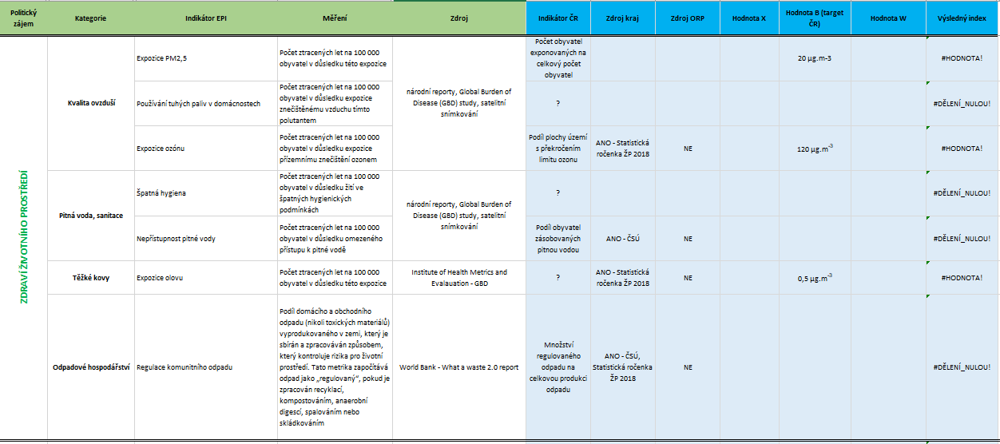 Politický
zájem
Kategorie
Indikátor EPI
Měření
Zdroj
Indikátor ČR
Zdroj kraj
Zdroj ORP
Hodnota X
Hodnota B (target
ČR)
Hodnota W
Výsledný index
ZDRAVÍ ŽIVOTNÍHO PROSTŘEDÍ
Kvalita ovzduší
Expozice PM2,5
Počet ztracených let na 100 000
obyvatel v důsledku této expozice
národní reporty, Global Burden of
Disease (GBD) study, satelitní
snímkování
Počet obyvatel
exponovaných na
celkový počet
obyvatel
20 µg.m-3
#HODNOTA!
Používání tuhých paliv v domácnostech
Počet ztracených let na 100 000
obyvatel v důsledku expozice
znečištěnému vzduchu tímto
polutantem
?
#DĚLENÍ_NULOU!
Expozice ozónu
Počet ztracených let na 100 000
obyvatel v důsledku expozice
přízemnímu znečištění ozonem
Podíl plochy území
s překročením
limitu ozonu
ANO - Statistická
ročenka ŽP 2018
NE
120 µg.m-3
#HODNOTA!
Pitná voda, sanitace
Špatná hygiena
Počet ztracených let na 100 000
obyvatel v důsledku žití ve
špatných hygienických
podmínkách
národní reporty, Global Burden of
Disease (GBD) study, satelitní
snímkování
?
#DĚLENÍ_NULOU!
Nepřístupnost pitné vody
Počet ztracených let na 100 000
obyvatel v důsledku omezeného
přístupu k pitné vodě
Podíl obyvatel
zásobovaných
pitnou vodou
ANO - ČSÚ
NE
#DĚLENÍ_NULOU!
Těžké kovy
Expozice olovu
Počet ztracených let na 100 000
obyvatel v důsledku této expozice
Institute of Health Metrics and
Evalauation - GBD
?
ANO - Statistická
ročenka ŽP 2018
NE
0,5 µg.m-3
#HODNOTA!
Odpadové hospodářství
Regulace komunitního odpadu
Podíl domácího a obchodního
odpadu (nikoli toxických materiálů)
vyprodukovaného v zemi, který je
sbírán a zpracováván způsobem,
který kontroluje rizika pro životní
prostředí. Tato metrika započítává
odpad jako „regulovaný“, pokud je
zpracován recyklací,
kompostováním, anaerobní
digescí, spalováním nebo
skládkováním
World Bank - What a waste 2.0 report
Množství
regulovaného
odpadu na
celkovou produkci
odpadu
ANO - ČSÚ,
Statistická ročenka
ŽP 2018
NE
#DĚLENÍ_NULOU!